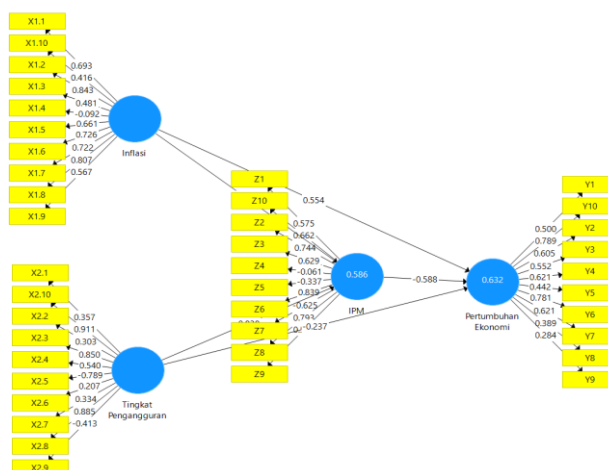 X1.1
X1.10
X1.2
X1.3
X1.4
X1.5
X1.6
X1.7
X1.8
X1.9
0.693
0.416
0.843
0.481
-0.092
0.661
0.726
0.722
0.807
0.567
Inflasi
X2.1
X2.10
X2.2
X2.3
X2.4
X2.5
X2.6
X2.7
X2.8
X2.9
0.357
0.911
0.303
0.850
0.540
-0.789
0.207
0.334
0.885
-0.413
Tingkat
Pengangguran
Z1
Z10
Z2
Z3
Z4
Z5
Z6
Z7
Z8
Z9
0.575
0.662
0.744
0.629
-0.061
-0.337
0.839
-0.625
0.586
IPM
0.554
-0.588
-0.237
0.632
Pertumbuhan
Ekonomi
0.500
0.789
0.605
0.552
0.621
0.442
0.781
0.621
0.389
0.284
Y1
Y10
Y2
Y3
Y4
Y5
Y6
Y7
Y8
Y9